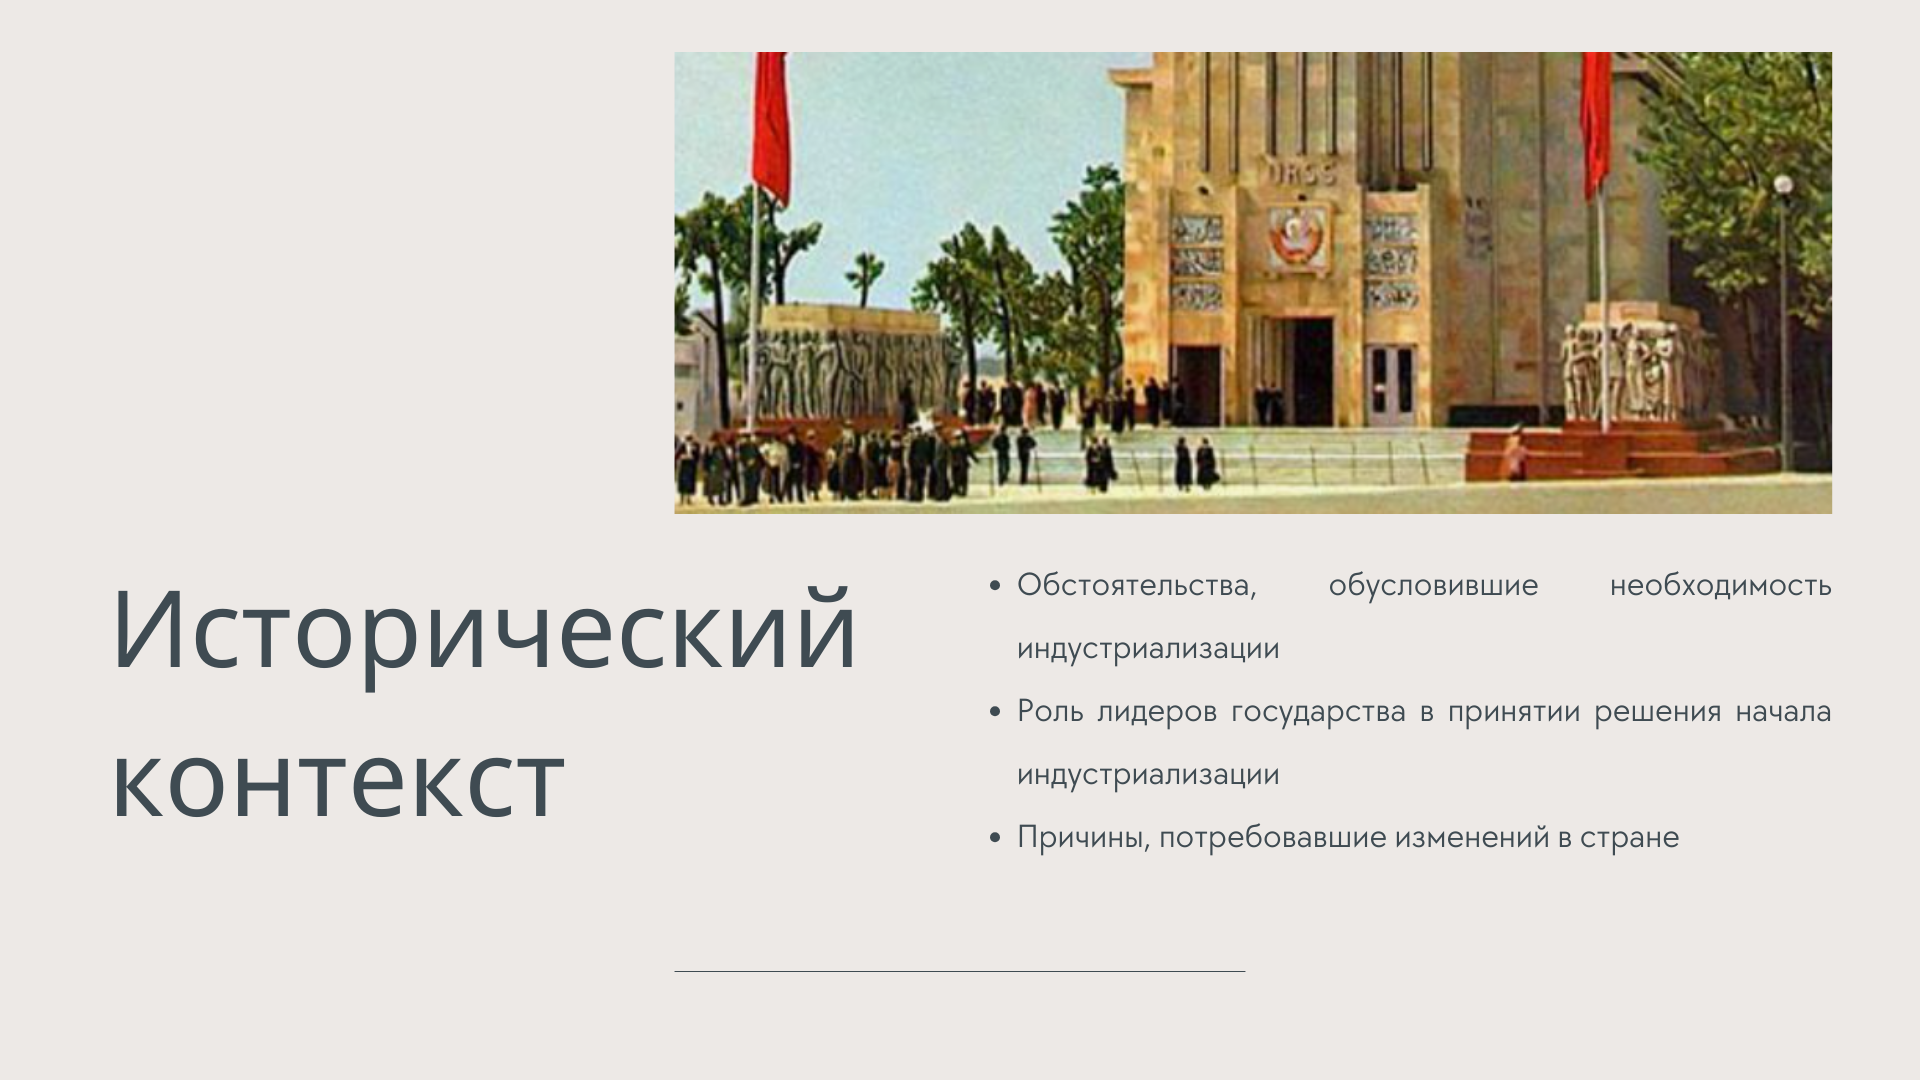 URSS
Исторический
контекст
• Обстоятельства, обусловившие необходимость
индустриализации
• Роль лидеров государства в принятии решения начала
индустриализации
• Причины, потребовавшие изменений в стране